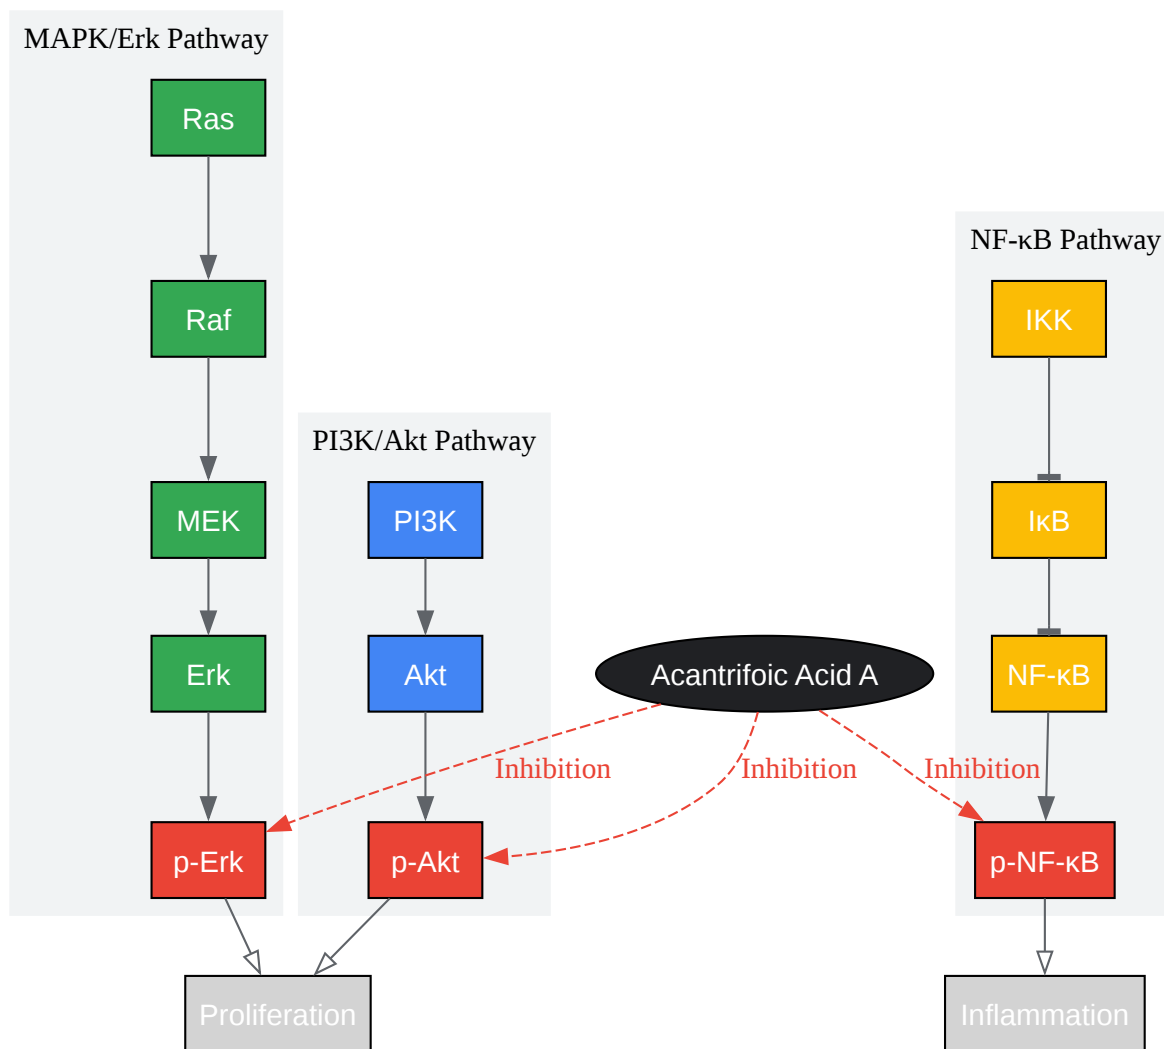 MAPK/Erk Pathway
Ras
Raf
MEK
Erk
p-Erk
PI3K/Akt Pathway
PI3K
Akt
p-Akt
Acantrifoic Acid A
Inhibition
Inhibition
Inhibition
NF-κB Pathway
IKK
IκB
NF-κB
p-NF-κB
Proliferation
Inflammation